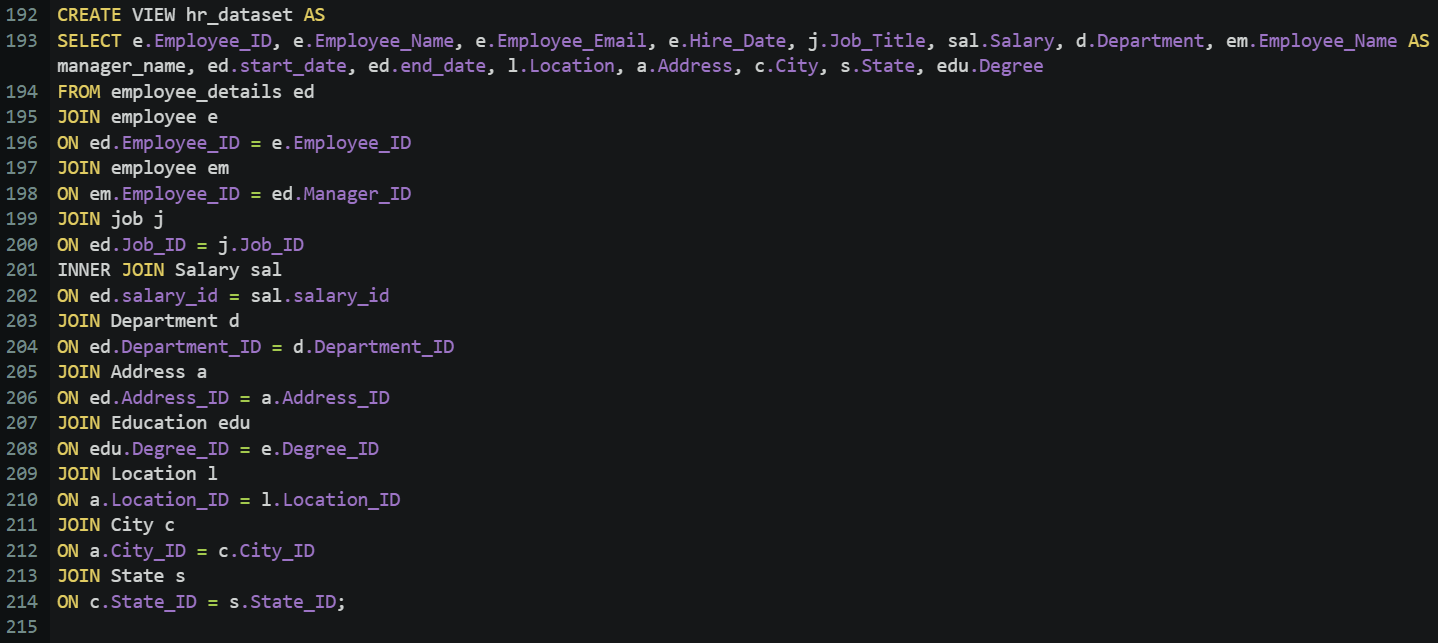 192 CREATE VIEW hr_dataset AS
193 SELECT e.Employee_ID, e.Employee_Name, e.Employee_Email, e.Hire_Date, j.Job_Title, sal.Salary, d.Department, em.Employee_Name AS
manager_name, ed.start_date, ed.end_date, l.Location, a.Address, c.City, s.State, edu.Degree
194 FROM employee_details ed
195 JOIN employee e
196 ON ed.Employee_ID = e.Employee_ID
197 JOIN employee em
198 ON em.Employee_ID = ed.Manager_ID
199 JOIN job j
200 ON ed.Job_ID = j.Job_ID
201 INNER JOIN Salary sal
202 ON ed.salary_id = sal.salary_id
203 JOIN Department d
204 ON ed.Department_ID = d.Department_ID
205 JOIN Address a
206 ON ed.Address_ID = a.Address_ID
207 JOIN Education edu
208 ON edu.Degree_ID = e.Degree_ID
209 JOIN Location l
210 ON a.Location_ID = l.Location_ID
211 JOIN City c
212 ON a.City_ID = c.City_ID
213 JOIN State s
214 ON c.State_ID = s.State_ID;
215